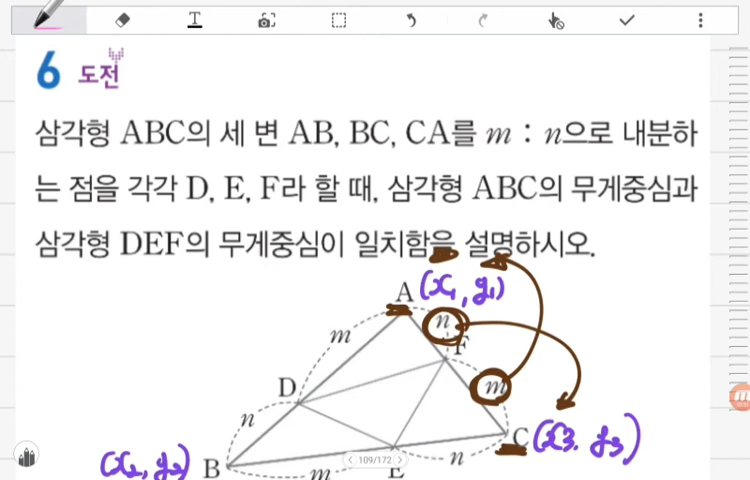 T
6 도전
삼각형 ABC의 세 변 AB, BC, CA를 m : n으로 내분하
는 점을 각각 D, E, F라 할 때, 삼각형 ABC의 무게중심과
삼각형 DEF의 무게중심이 일치함을 설명하시오.
A (x₁, y₁)
n
m
F
D
m
n
C (x3. y3)
(x₂, y₂) B
m
E
n
109/172